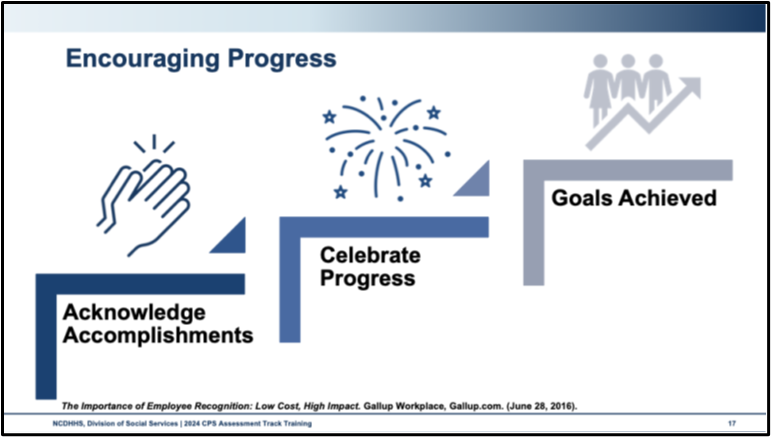 Encouraging Progress
Goals Achieved
Celebrate
Progress
Acknowledge
Accomplishments
The Importance of Employee Recognition: Low Cost, High Impact. Gallup Workplace, Gallup.com. (June 28, 2016).
NCDHHS, Division of Social Services | 2024 CPS Assessment Track Training
17